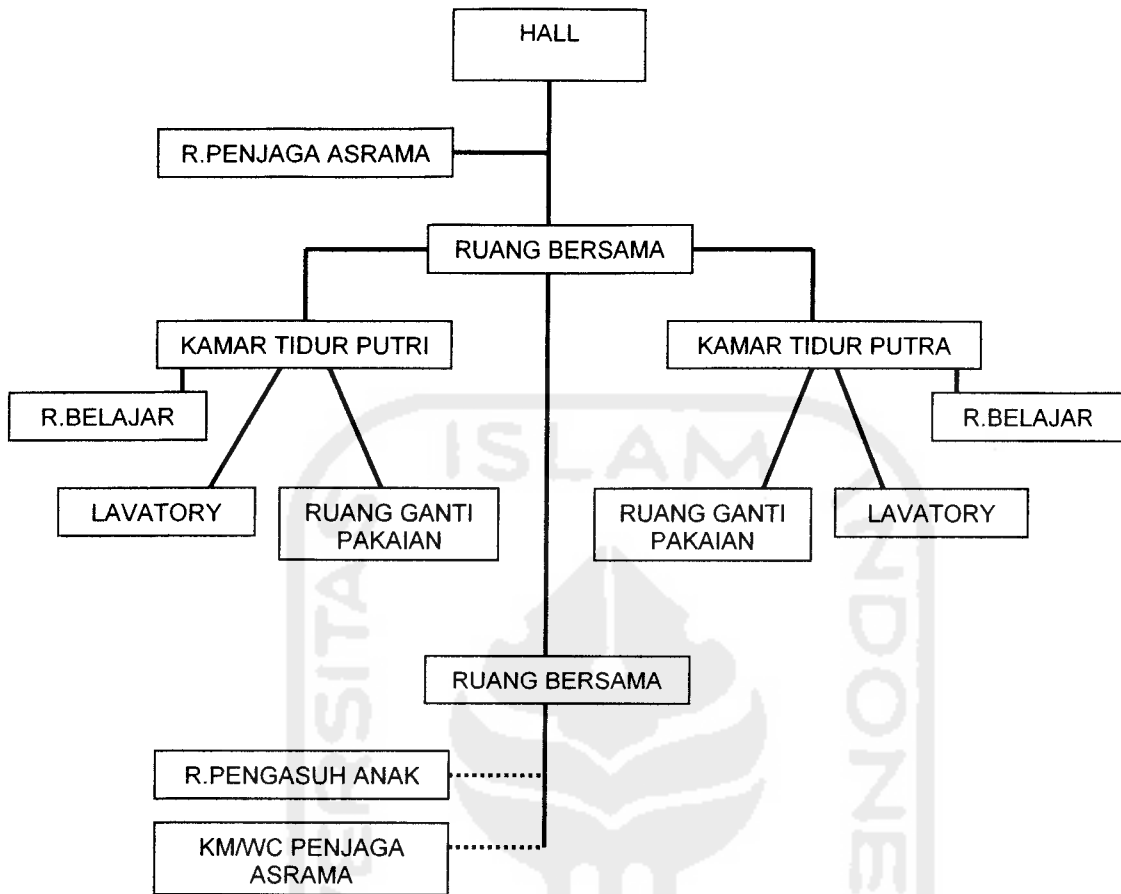 HALL
R.PENJAGA ASRAMA
RUANG BERSAMA
KAMAR TIDUR PUTRI
KAMAR TIDUR PUTRA
R.BELAJAR
R.BELAJAR
LAVATORY
RUANG GANTI
PAKAIAN
RUANG GANTI
PAKAIAN
LAVATORY
RUANG BERSAMA
R.PENGASUH ANAK
KM/WC PENJAGA
ASRAMA
ISLAM